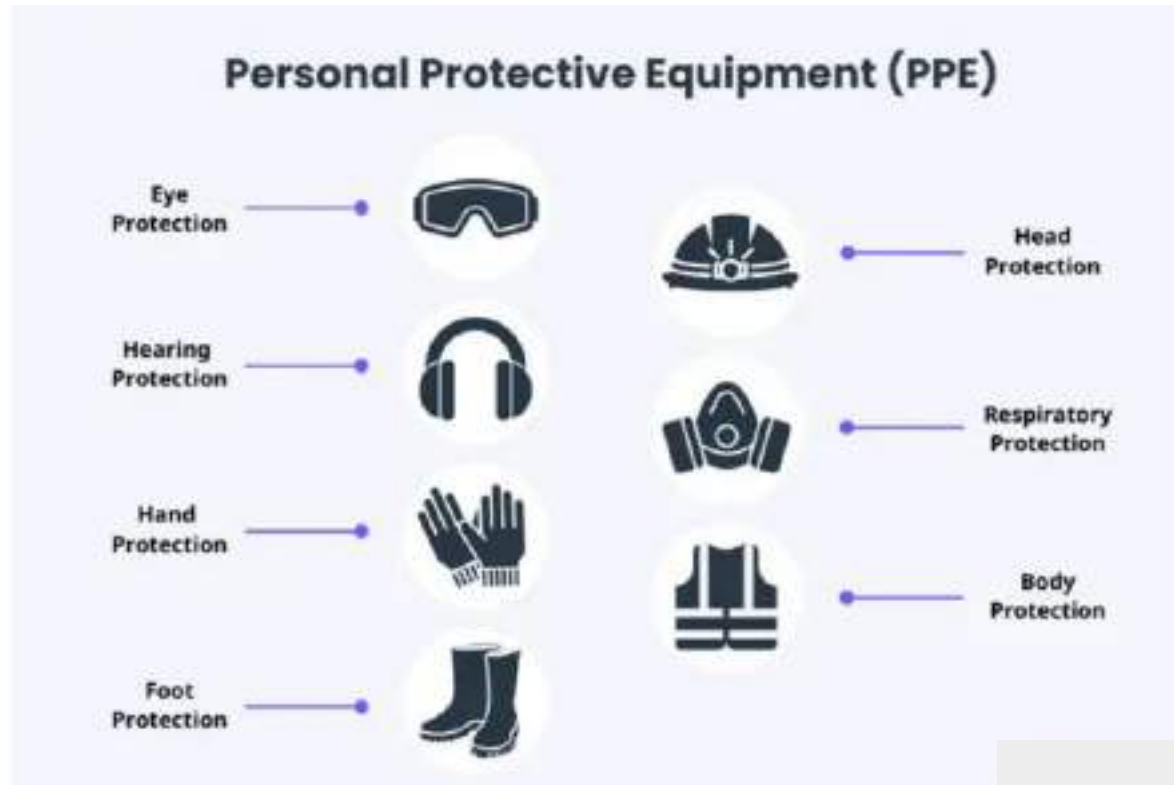 Personal Protective Equipment (PPE)
Eye
Protection
Hearing
Protection
Hand
Protection
Foot
Protection
Head
Protection
Respiratory
Protection
Body
Protection